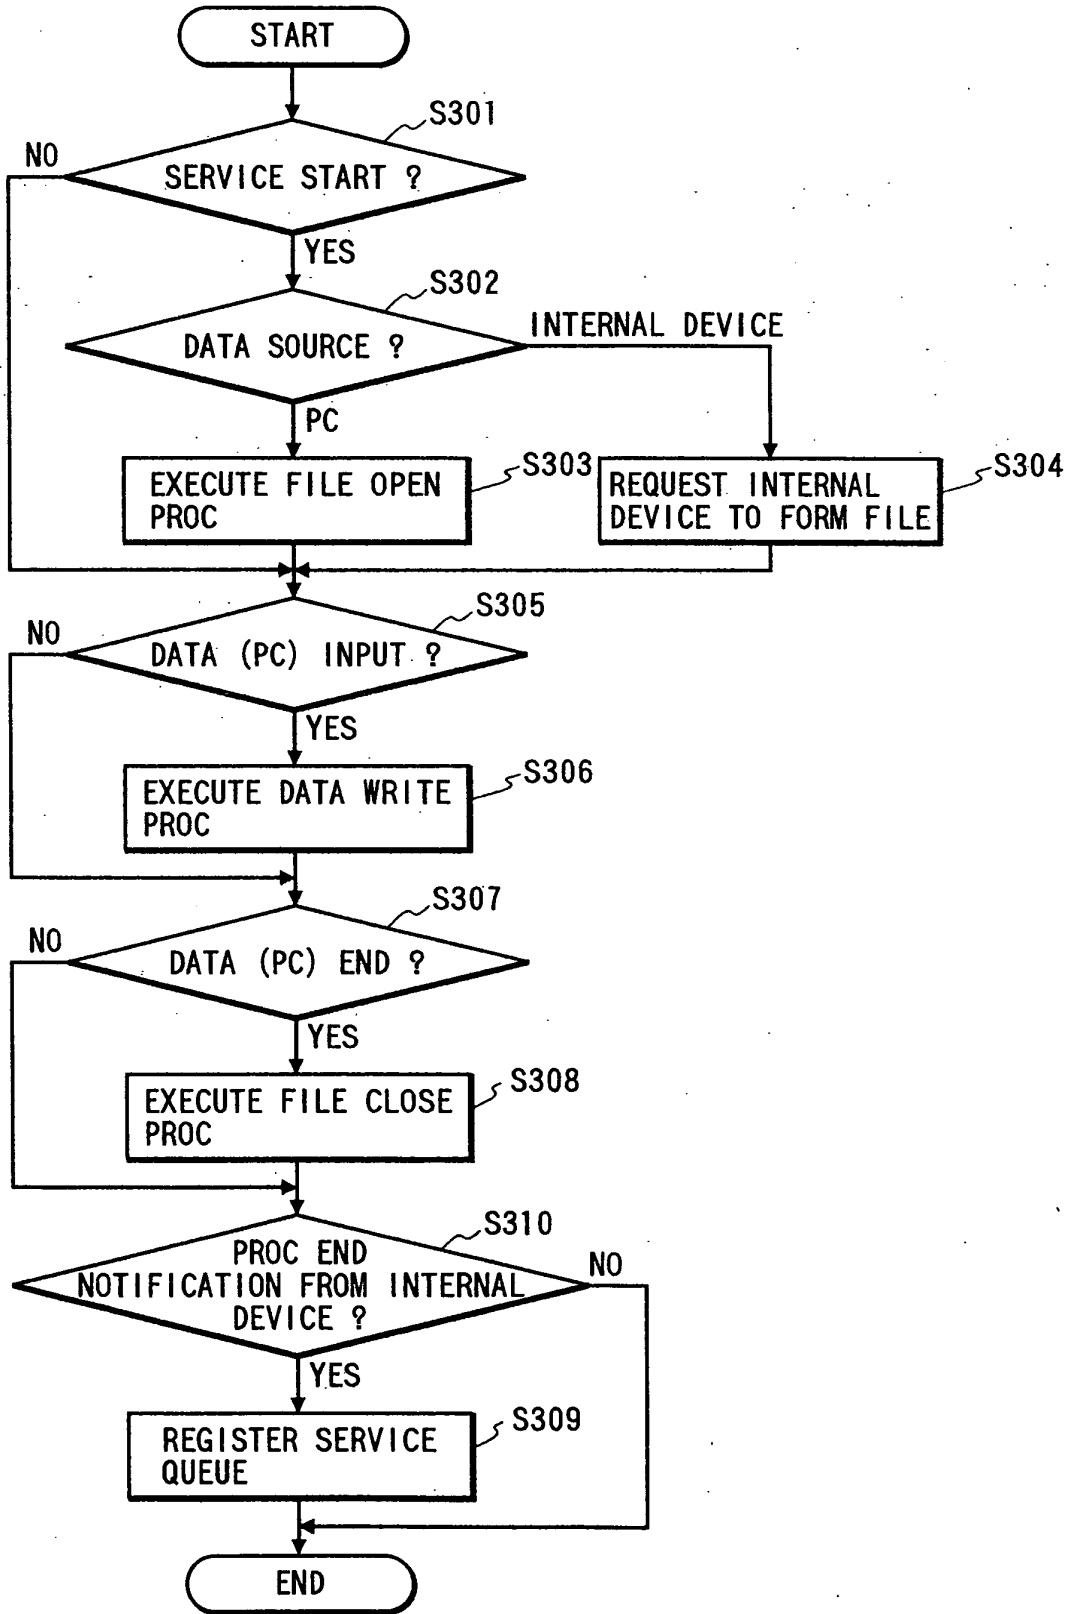 START
S301
NO
SERVICE START ?
YES
S302
INTERNAL DEVICE
DATA SOURCE ?
PC
S303
S304
EXECUTE FILE OPEN
PROC
REQUEST INTERNAL
DEVICE TO FORM FILE
S305
NO
DATA (PC) INPUT ?
YES
S306
EXECUTE DATA WRITE
PROC
S307
NO
DATA (PC) END ?
YES
S308
EXECUTE FILE CLOSE
PROC
S310
PROC END
NOTIFICATION FROM INTERNAL
DEVICE ?
NO
YES
S309
REGISTER SERVICE
QUEUE
END